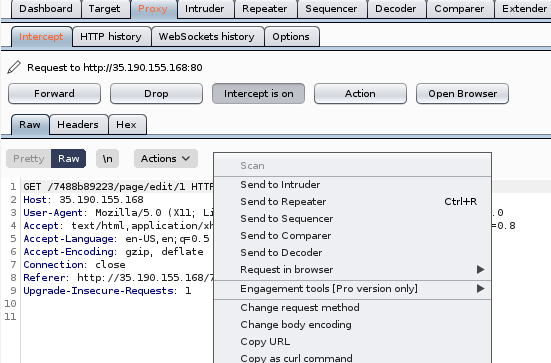 Dashboard Target Proxy Intruder Repeater Sequencer Decoder Comparer Extender
Intercept HTTP history WebSockets history Options
Request to http://35.190.155.168:80
Forward Drop Intercept is on Action Open Browser
Raw Headers Hex
Pretty Raw \n Actions
Scan
Send to Intruder
Send to Repeater Ctrl+R
Send to Sequencer
Send to Comparer
Send to Decoder
Request in browser
Engagement tools [Pro version only]
Change request method
Change body encoding
Copy URL
Copy as curl command
1 GET /7488b89223/page/edit/1 HTT
2 Host: 35.190.155.168
3 User-Agent: Mozilla/5.0 (X11; Li .0
4 Accept: text/html,application/xh =0.8
5 Accept-Language: en-US,en;q=0.5
6 Accept-Encoding: gzip, deflate
7 Connection: close
8 Referer: http://35.190.155.168/7
9 Upgrade-Insecure-Requests: 1
10
11